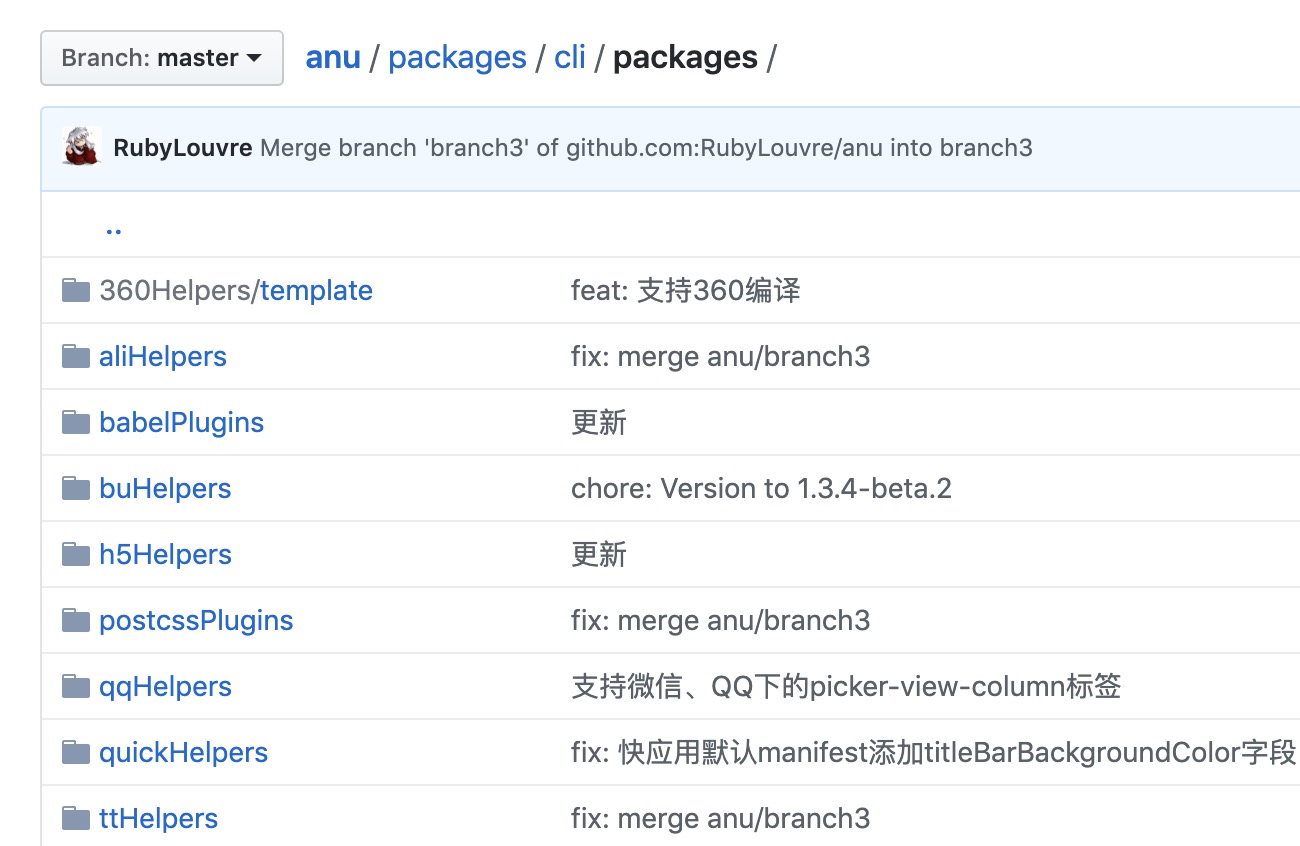 Branch: master anu / packages / cli / packages /
RubyLouvre Merge branch 'branch3' of github.com:RubyLouvre/anu into branch3
..
360Helpers/template feat: 支持360编译
aliHelpers fix: merge anu/branch3
babelPlugins 更新
buHelpers chore: Version to 1.3.4-beta.2
h5Helpers 更新
postcssPlugins fix: merge anu/branch3
qqHelpers 支持微信、QQ下的picker-view-column标签
quickHelpers fix: 快应用默认manifest添加titleBarBackgroundColor字段
ttHelpers fix: merge anu/branch3